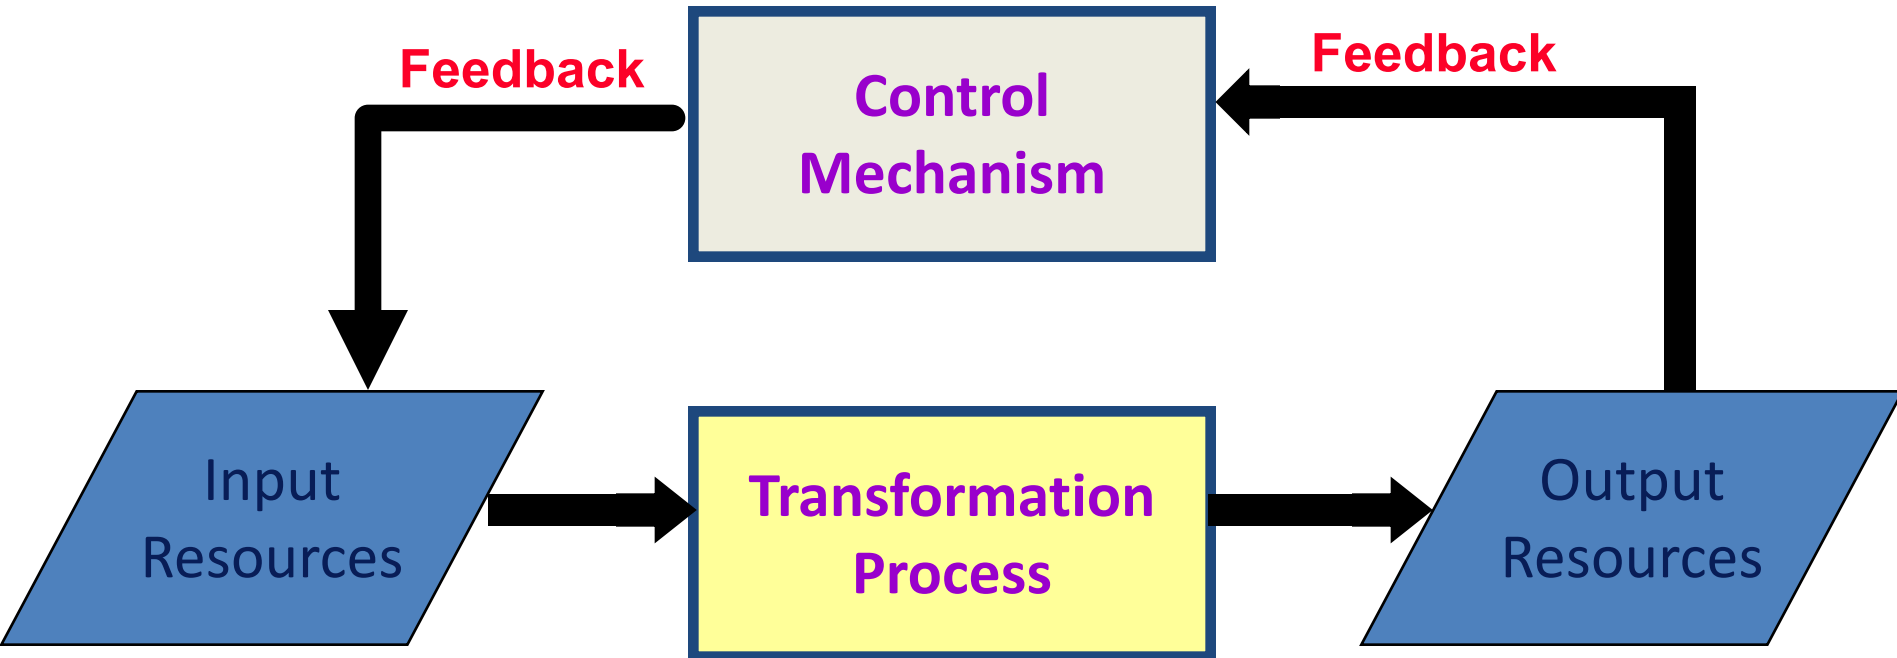 Feedback
Control
Mechanism
Feedback
Input
Resources
Transformation
Process
Output
Resources